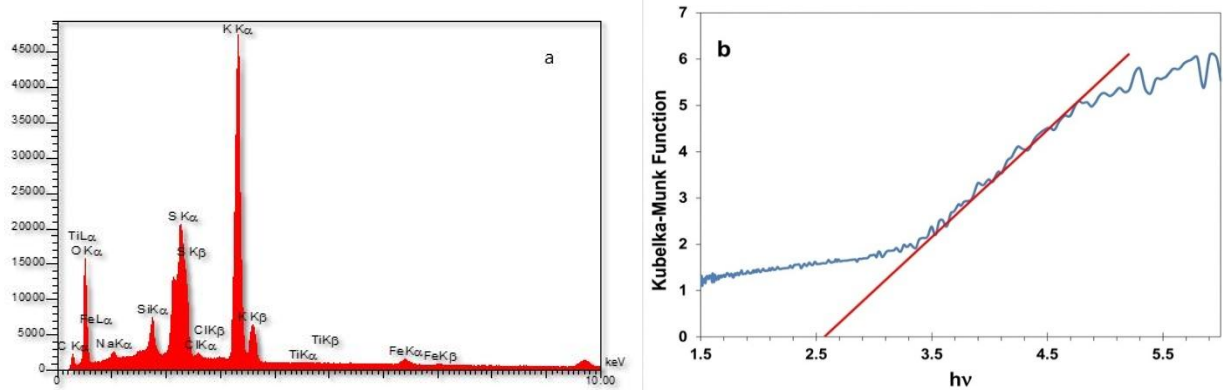 a
45000
40000
35000
30000
25000
20000
15000
10000
5000
0
K Kα
S Kα
S Kβ
TiLα
O Kα
FeLα
C Kα
NaKα
SiKα
ClKβ
ClKα
K Kβ
TiKβ
TiKα
FeKα FeKβ
keV
0 10.00
b
Kubelka-Munk Function
7
6
5
4
3
2
1
0
1.5 2.5 3.5 4.5 5.5
hν